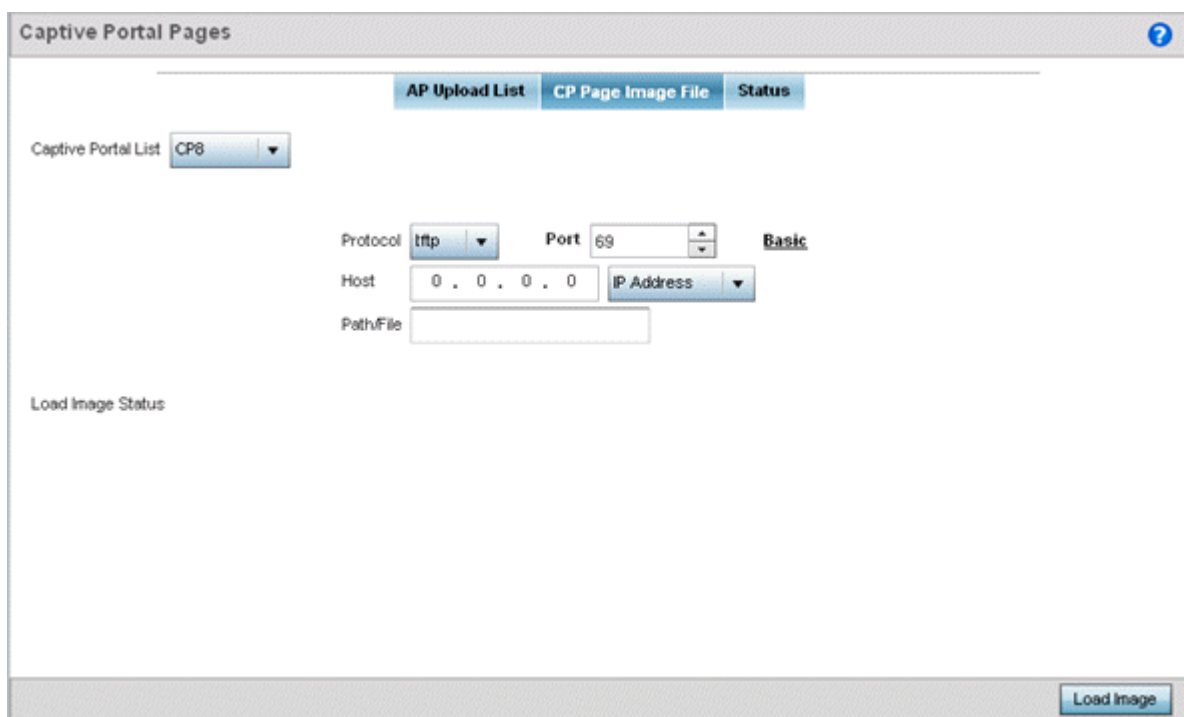 Captive Portal Pages ?
AP Upload List CP Page Image File Status
Captive Portal List CP8
Protocol tftp Port 69 Basic
Host 0 . 0 . 0 . 0 IP Address
Path/File
Load Image Status
Load Image